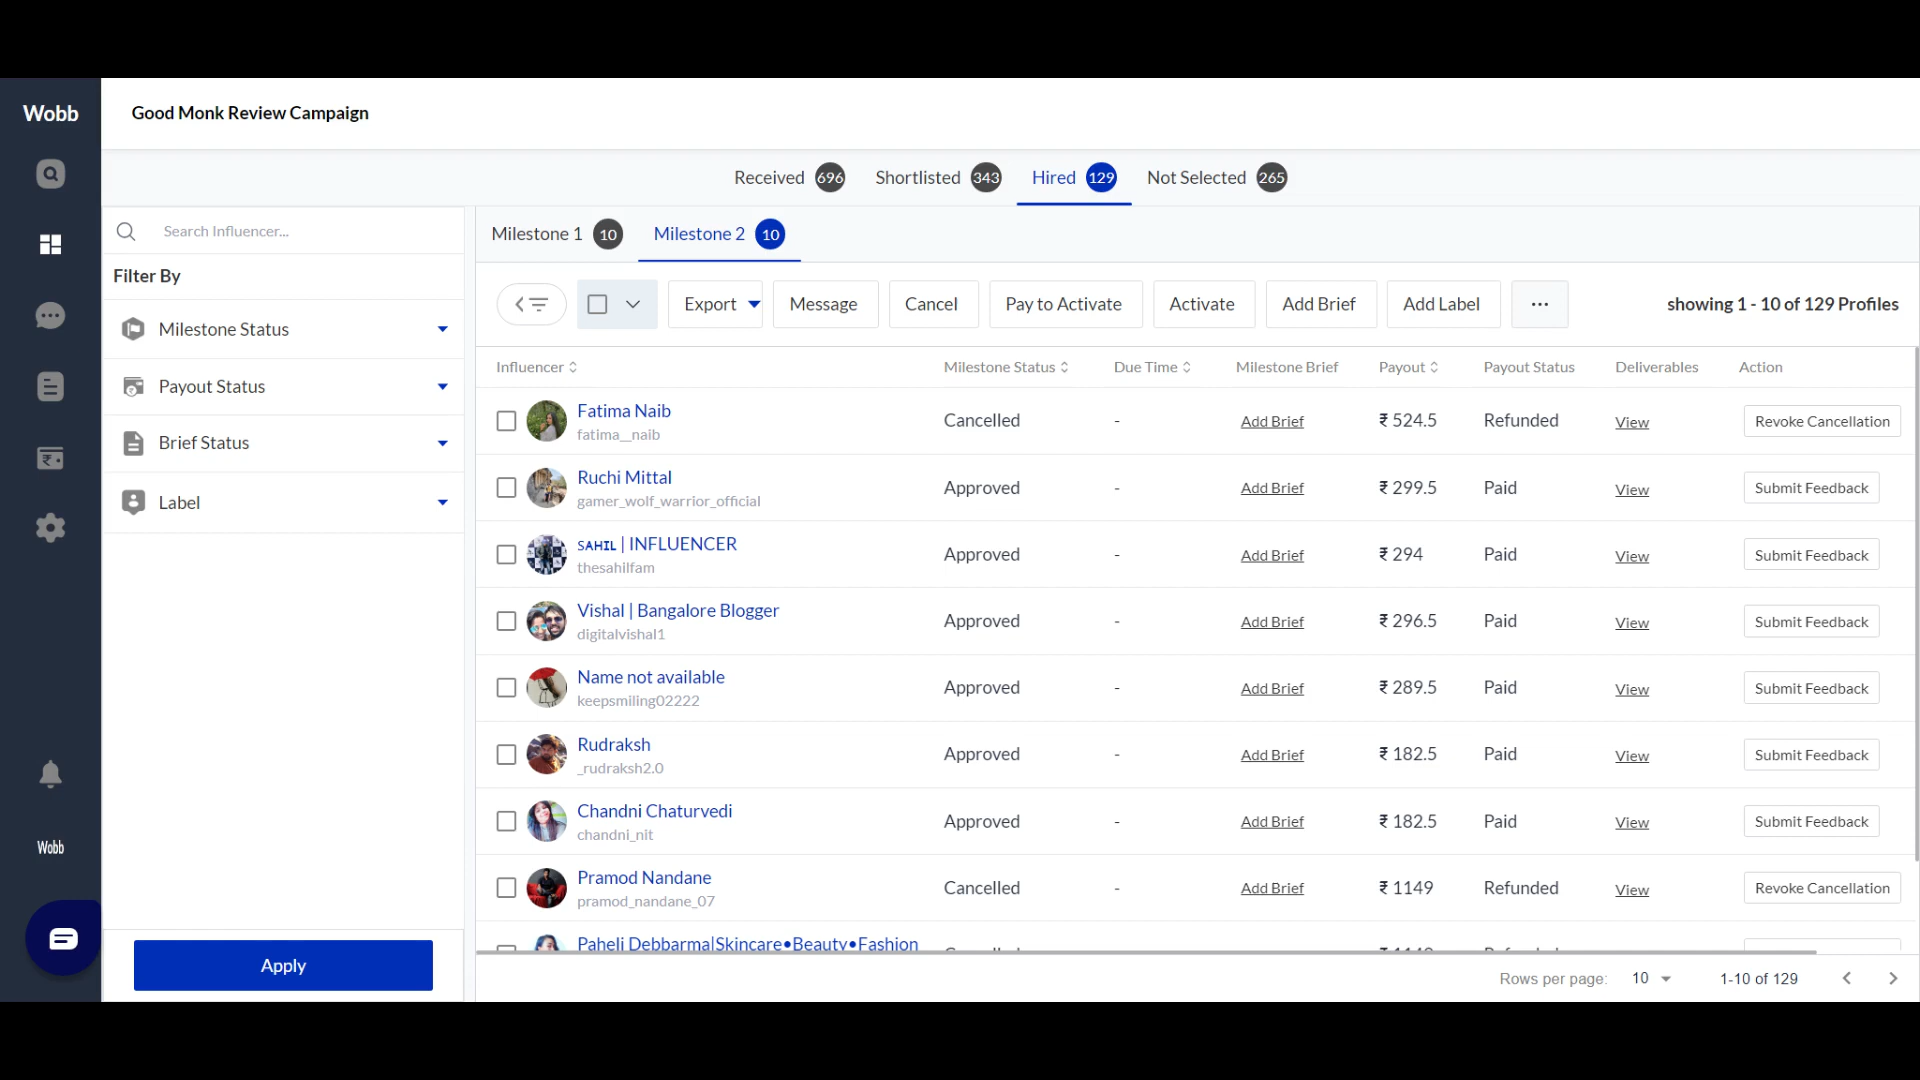 Wobb
Good Monk Review Campaign
Received 696 Shortlisted 343 Hired 129 Not Selected 265
Search Influencer...
Milestone 1 10 Milestone 2 10
Filter By
Milestone Status
Payout Status
Brief Status
Label
Export Message Cancel Pay to Activate Activate Add Brief Add Label ... showing 1 - 10 of 129 Profiles
Influencer Milestone Status Due Time Milestone Brief Payout Payout Status Deliverables Action
Fatima Naib
fatima__naib
Cancelled - Add Brief ₹ 524.5 Refunded View Revoke Cancellation
Ruchi Mittal
gamer_wolf_warrior_official
Approved - Add Brief ₹ 299.5 Paid View Submit Feedback
ꜱᴀʜɪʟ | INFLUENCER
thesahilfam
Approved - Add Brief ₹ 294 Paid View Submit Feedback
Vishal | Bangalore Blogger
digitalvishal1
Approved - Add Brief ₹ 296.5 Paid View Submit Feedback
Name not available
keepsmiling02222
Approved - Add Brief ₹ 289.5 Paid View Submit Feedback
Rudraksh
_rudraksh2.0
Approved - Add Brief ₹ 182.5 Paid View Submit Feedback
Chandni Chaturvedi
chandni_nit
Approved - Add Brief ₹ 182.5 Paid View Submit Feedback
Pramod Nandane
pramod_nandane_07
Cancelled - Add Brief ₹ 1149 Refunded View Revoke Cancellation
Paheli Debbarma|Skincare•Beauty•Fashion
Wobb
Apply
Rows per page: 10 1-10 of 129